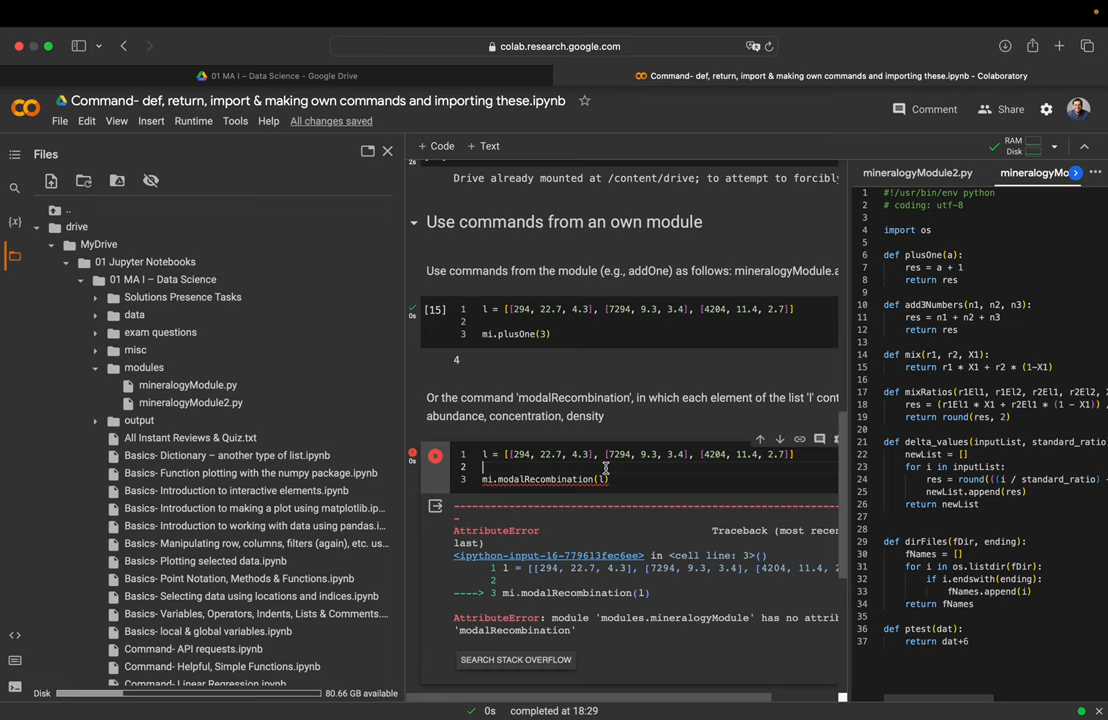 colab.research.google.com
01 MA I – Data Science - Google Drive
Command- def, return, import & making own commands and importing these.ipynb - Colaboratory
Command- def, return, import & making own commands and importing these.ipynb
File Edit View Insert Runtime Tools Help All changes saved
Comment Share
Files
+ Code + Text
RAM
Disk
..
drive
MyDrive
01 Jupyter Notebooks
01 MA I – Data Science
Solutions Presence Tasks
data
exam questions
misc
modules
mineralogyModule.py
mineralogyModule2.py
output
All Instant Reviews & Quiz.txt
Basics- Dictionary – another type of list.ipynb
Basics- Function plotting with the numpy package.ipynb
Basics- Introduction to interactive elements.ipynb
Basics- Introduction to making a plot using matplotlib.ip...
Basics- Introduction to working with data using pandas.i...
Basics- Manipulating row, columns, filters (again), etc. us...
Basics- Plotting selected data.ipynb
Basics- Point Notation, Methods & Functions.ipynb
Basics- Selecting data using locations and indices.ipynb
Basics- Variables, Operators, Indents, Lists & Comments.I...
Basics- local & global variables.ipynb
Command- API requests.ipynb
Command- Helpful, Simple Functions.ipynb
Command- Linear Regression.ipynb
Disk 80.66 GB available
2s
Drive already mounted at /content/drive; to attempt to forcibly
Use commands from an own module
Use commands from the module (e.g., addOne) as follows: mineralogyModule.a
[15] 1 l = [[294, 22.7, 4.3], [7294, 9.3, 3.4], [4204, 11.4, 2.7]]
0s
2
3 mi.plusOne(3)
4
Or the command 'modalRecombination', in which each element of the list 'l' cont
abundance, concentration, density
1 l = [[294, 22.7, 4.3], [7294, 9.3, 3.4], [4204, 11.4, 2.7]]
0s
2
3 mi.modalRecombination(l)
AttributeError Traceback (most recen
last)
<ipython-input-16-779613fec6ee> in <cell line: 3>()
1 l = [[294, 22.7, 4.3], [7294, 9.3, 3.4], [4204, 11.4, 2
2
----> 3 mi.modalRecombination(l)
AttributeError: module 'modules.mineralogyModule' has no attrib
'modalRecombination'
SEARCH STACK OVERFLOW
mineralogyModule2.py mineralogyMo
1 #!/usr/bin/env python
2 # coding: utf-8
3
4 import os
5
6 def plusOne(a):
7 res = a + 1
8 return res
9
10 def add3Numbers(n1, n2, n3):
11 res = n1 + n2 + n3
12 return res
13
14 def mix(r1, r2, X1):
15 return r1 * X1 + r2 * (1-X1)
16
17 def mixRatios(r1El1, r1El2, r2El1, r2El2, X
18 res = (r1El1 * X1 + r2El1 * (1 - X1)) /
19 return round(res, 2)
20
21 def delta_values(inputList, standard_ratio
22 newList = []
23 for i in inputList:
24 res = round(((i / standard_ratio) -
25 newList.append(res)
26 return newList
27
28
29 def dirFiles(fDir, ending):
30 fNames = []
31 for i in os.listdir(fDir):
32 if i.endswith(ending):
33 fNames.append(i)
34 return fNames
35
36 def ptest(dat):
37 return dat+6
0s completed at 18:29